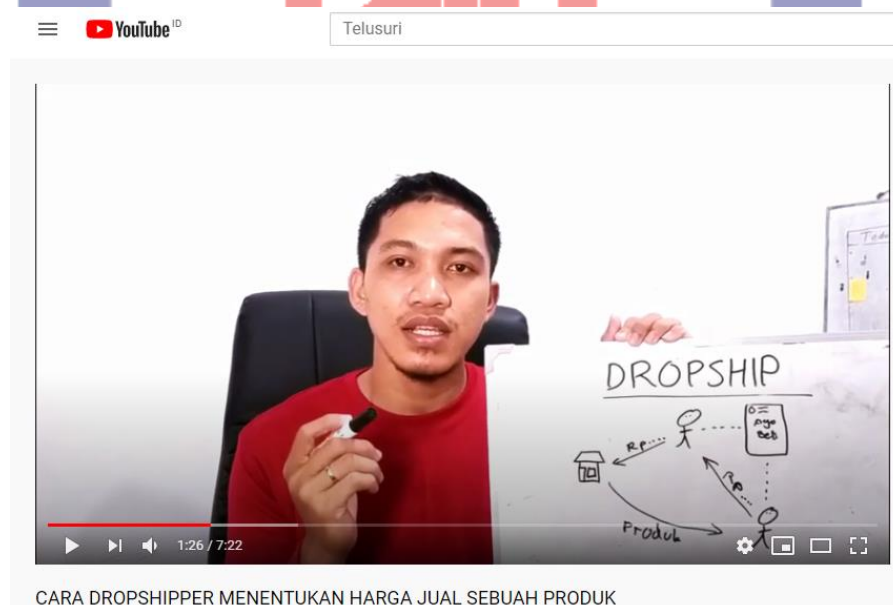 YouTube ID
Telusuri
DROPSHIP
RP...
Rp...
Produk
1:26 / 7:22
CARA DROPSHIPPER MENENTUKAN HARGA JUAL SEBUAH PRODUK